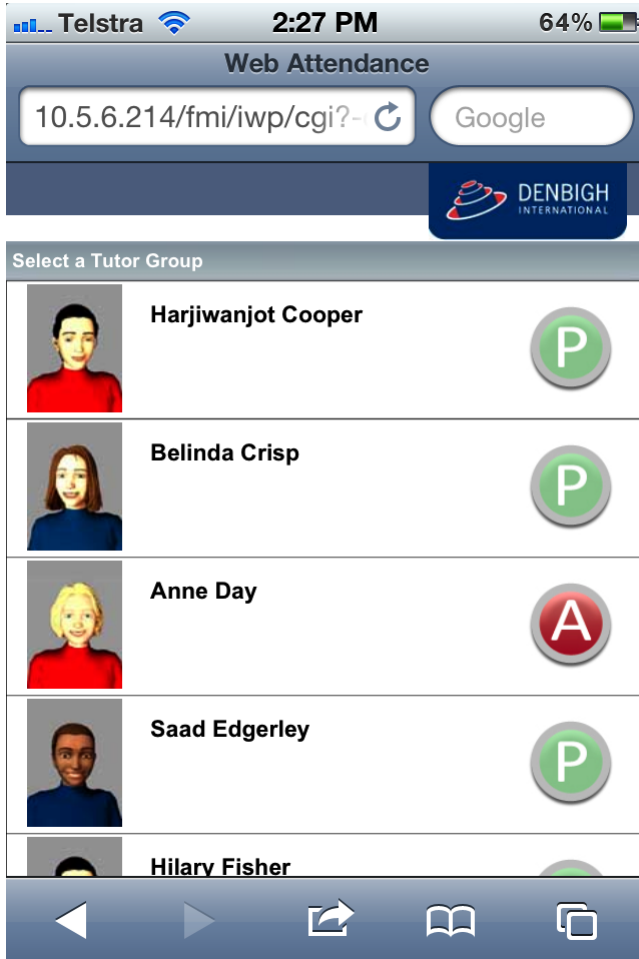 Telstra 2:27 PM 64%
Web Attendance
10.5.6.214/fmi/iwp/cgi?- Google
DENBIGH
INTERNATIONAL
Select a Tutor Group
Harjiwanjot Cooper P
Belinda Crisp P
Anne Day A
Saad Edgerley P
Hilary Fisher